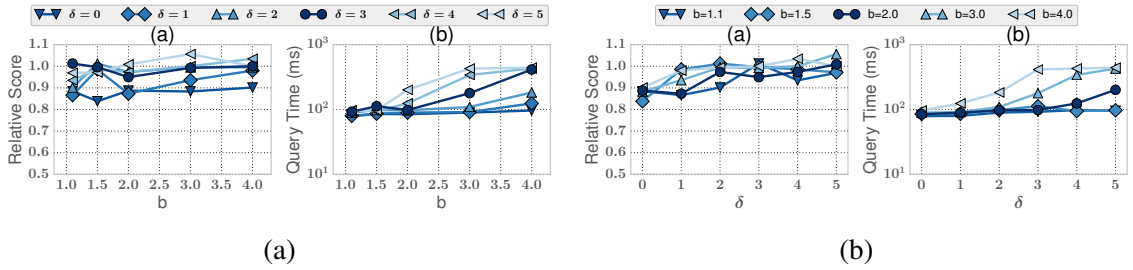 δ = 0 δ = 1 δ = 2 δ = 3 δ = 4 δ = 5
(a)
Relative Score
1.1
1.0
0.9
0.8
0.7
0.6
0.5
1.0 1.5 2.0 2.5 3.0 3.5 4.0
b
(b)
Query Time (ms)
10³
10²
10¹
1.0 1.5 2.0 2.5 3.0 3.5 4.0
b
(a)
b=1.1 b=1.5 b=2.0 b=3.0 b=4.0
(a)
Relative Score
1.1
1.0
0.9
0.8
0.7
0.6
0.5
0 1 2 3 4 5
δ
(b)
Query Time (ms)
10³
10²
10¹
0 1 2 3 4 5
δ
(b)